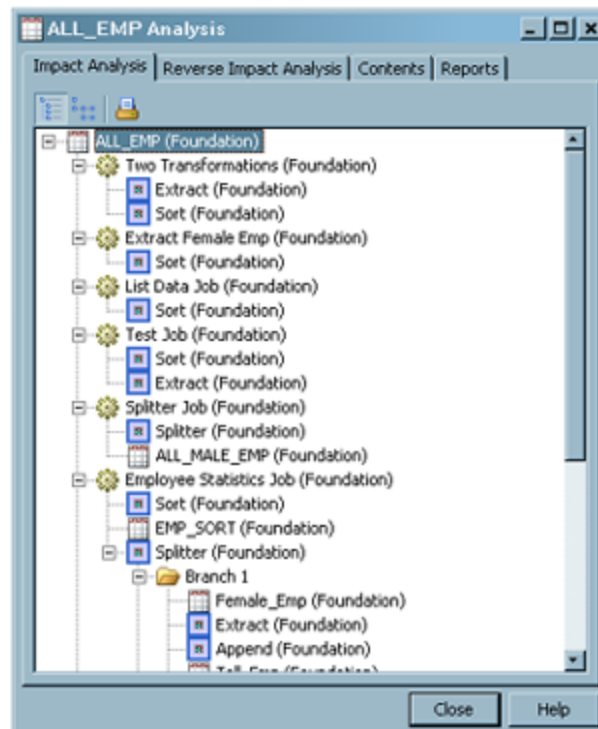 ALL_EMP Analysis
Impact Analysis Reverse Impact Analysis Contents Reports
ALL_EMP (Foundation)
Two Transformations (Foundation)
Extract (Foundation)
Sort (Foundation)
Extract Female Emp (Foundation)
Sort (Foundation)
List Data Job (Foundation)
Sort (Foundation)
Test Job (Foundation)
Sort (Foundation)
Extract (Foundation)
Splitter Job (Foundation)
Splitter (Foundation)
ALL_MALE_EMP (Foundation)
Employee Statistics Job (Foundation)
Sort (Foundation)
EMP_SORT (Foundation)
Splitter (Foundation)
Branch 1
Female_Emp (Foundation)
Extract (Foundation)
Append (Foundation)
Close Help